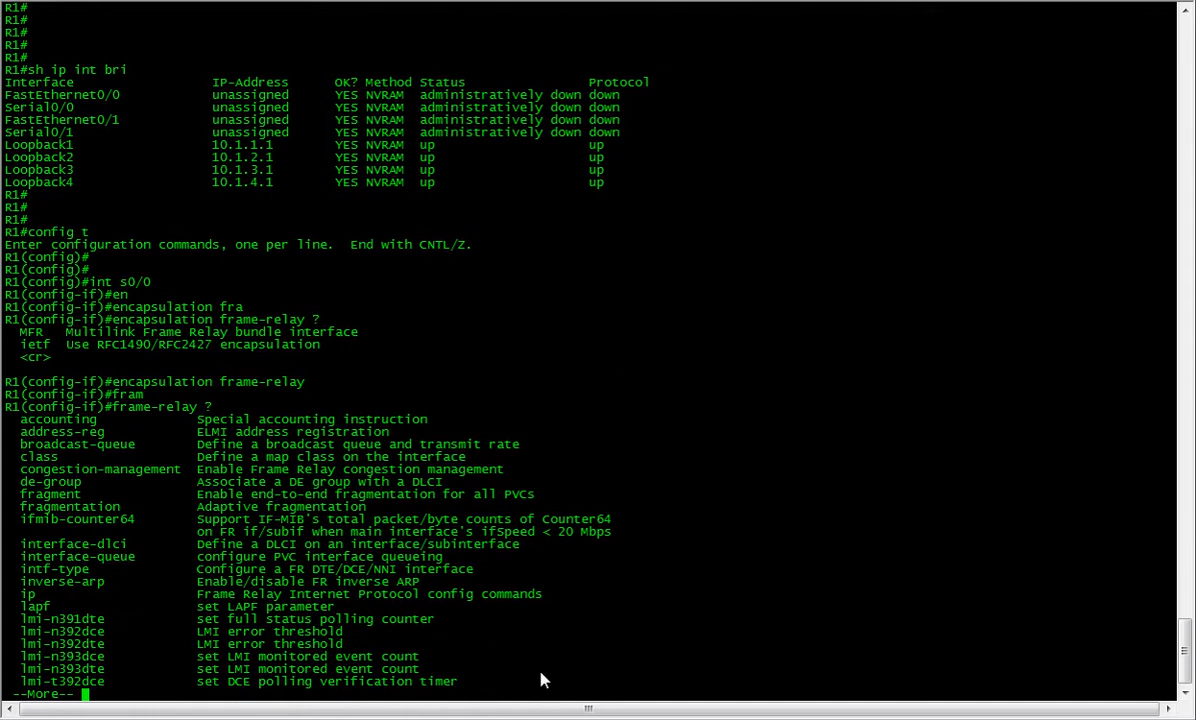 R1#
R1#
R1#
R1#
R1#
R1#sh ip int bri
Interface                  IP-Address      OK? Method Status                Protocol
FastEthernet0/0            unassigned      YES NVRAM  administratively down down
Serial0/0                  unassigned      YES NVRAM  administratively down down
FastEthernet0/1            unassigned      YES NVRAM  administratively down down
Serial0/1                  unassigned      YES NVRAM  administratively down down
Loopback1                  10.1.1.1        YES NVRAM  up                    up
Loopback2                  10.1.2.1        YES NVRAM  up                    up
Loopback3                  10.1.3.1        YES NVRAM  up                    up
Loopback4                  10.1.4.1        YES NVRAM  up                    up
R1#
R1#
R1#
R1#config t
Enter configuration commands, one per line.  End with CNTL/Z.
R1(config)#
R1(config)#
R1(config)#int s0/0
R1(config-if)#en
R1(config-if)#encapsulation fra
R1(config-if)#encapsulation frame-relay ?
  MFR   Multilink Frame Relay bundle interface
  ietf  Use RFC1490/RFC2427 encapsulation
  <cr>
R1(config-if)#encapsulation frame-relay
R1(config-if)#fram
R1(config-if)#frame-relay ?
  accounting             Special accounting instruction
  address-reg            ELMI address registration
  broadcast-queue        Define a broadcast queue and transmit rate
  class                  Define a map class on the interface
  congestion-management  Enable Frame Relay congestion management
  de-group               Associate a DE group with a DLCI
  fragment               Enable end-to-end fragmentation for all PVCs
  fragmentation          Adaptive fragmentation
  ifmib-counter64        Support IF-MIB's total packet/byte counts of Counter64
                         on FR if/subif when main interface's ifSpeed < 20 Mbps
  interface-dlci         Define a DLCI on an interface/subinterface
  interface-queue        configure PVC interface queueing
  intf-type              Configure a FR DTE/DCE/NNI interface
  inverse-arp            Enable/disable FR inverse ARP
  ip                     Frame Relay Internet Protocol config commands
  lapf                   set LAPF parameter
  lmi-n391dte            set full status polling counter
  lmi-n392dce            LMI error threshold
  lmi-n392dte            LMI error threshold
  lmi-n393dce            set LMI monitored event count
  lmi-n393dte            set LMI monitored event count
  lmi-t392dce            set DCE polling verification timer
 --More--